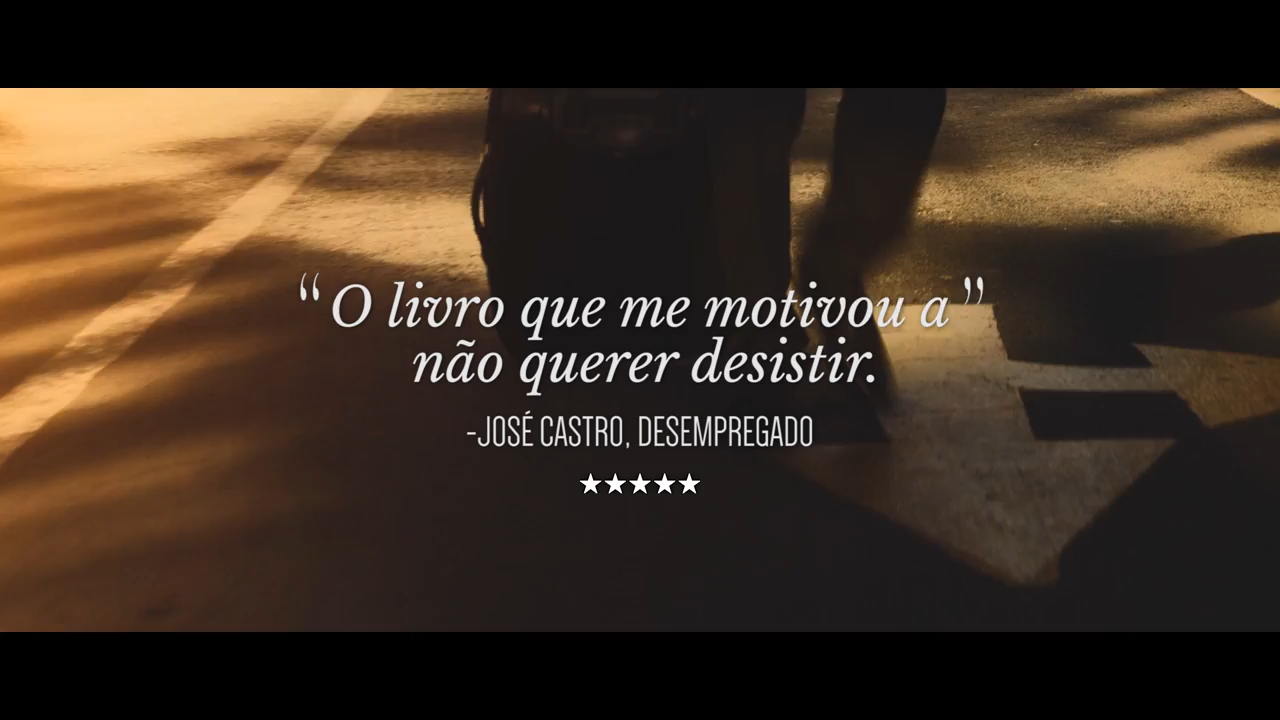 “O livro que me motivou a”
não querer desistir.
-JOSÉ CASTRO, DESEMPREGADO
★★★★★